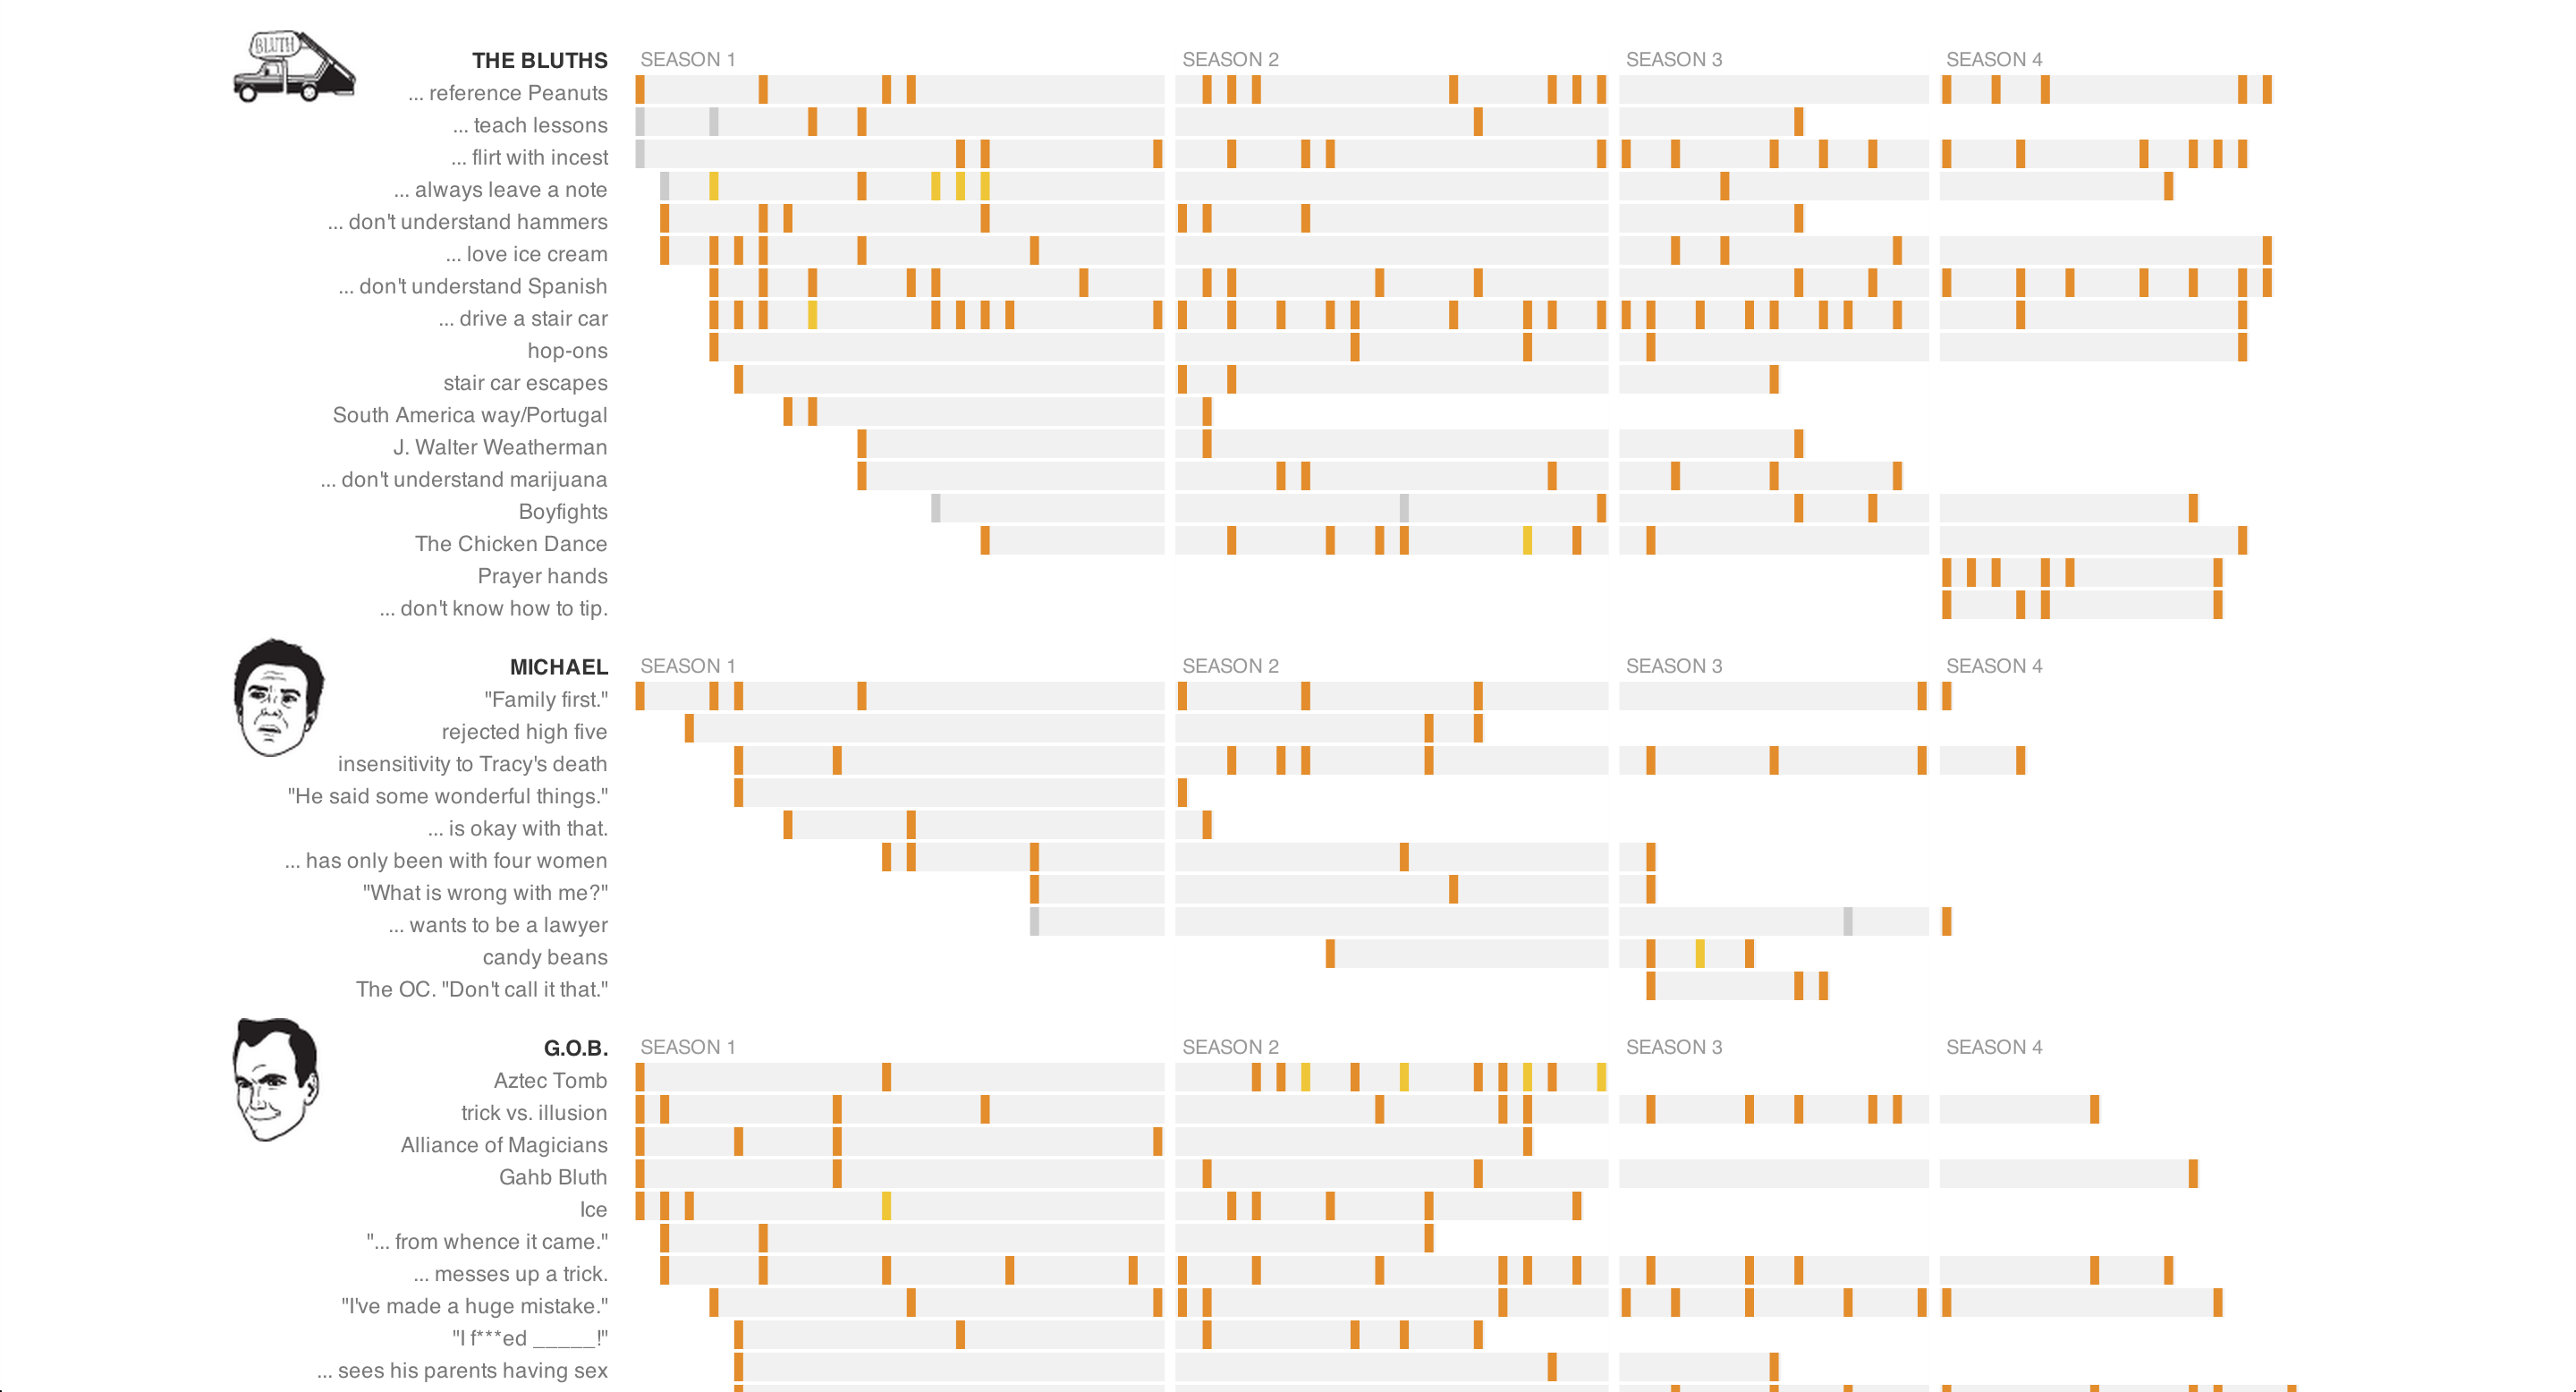 BLUTH
THE BLUTHS SEASON 1 SEASON 2 SEASON 3 SEASON 4
... reference Peanuts
... teach lessons
... flirt with incest
... always leave a note
... don't understand hammers
... love ice cream
... don't understand Spanish
... drive a stair car
hop-ons
stair car escapes
South America way/Portugal
J. Walter Weatherman
... don't understand marijuana
Boyfights
The Chicken Dance
Prayer hands
... don't know how to tip.
MICHAEL SEASON 1 SEASON 2 SEASON 3 SEASON 4
"Family first."
rejected high five
insensitivity to Tracy's death
"He said some wonderful things."
... is okay with that.
... has only been with four women
"What is wrong with me?"
... wants to be a lawyer
candy beans
The OC. "Don't call it that."
G.O.B. SEASON 1 SEASON 2 SEASON 3 SEASON 4
Aztec Tomb
trick vs. illusion
Alliance of Magicians
Gahb Bluth
Ice
"... from whence it came."
... messes up a trick.
"I've made a huge mistake."
"I f***ed _____!"
... sees his parents having sex